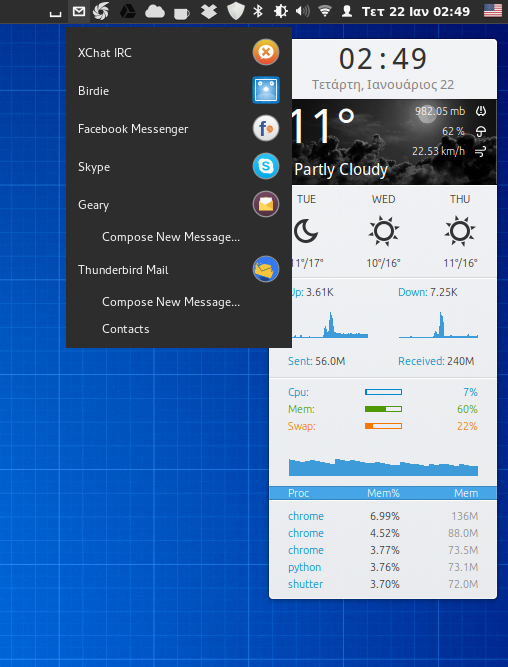 Τετ 22 Ιαν 02:49
XChat IRC
Birdie
Facebook Messenger
Skype
Geary
Compose New Message...
Thunderbird Mail
Compose New Message...
Contacts
02:49
Τετάρτη, Ιανουάριος 22
11°
982.05 mb
62 %
22.53 km/h
Partly Cloudy
TUE WED THU
11°/17° 10°/16° 11°/16°
Up: 3.61K Down: 7.25K
Sent: 56.0M Received: 240M
Cpu: 7%
Mem: 60%
Swap: 22%
Proc Mem% Mem
chrome 6.99% 136M
chrome 4.52% 88.0M
chrome 3.77% 73.5M
python 3.76% 73.1M
shutter 3.70% 72.0M